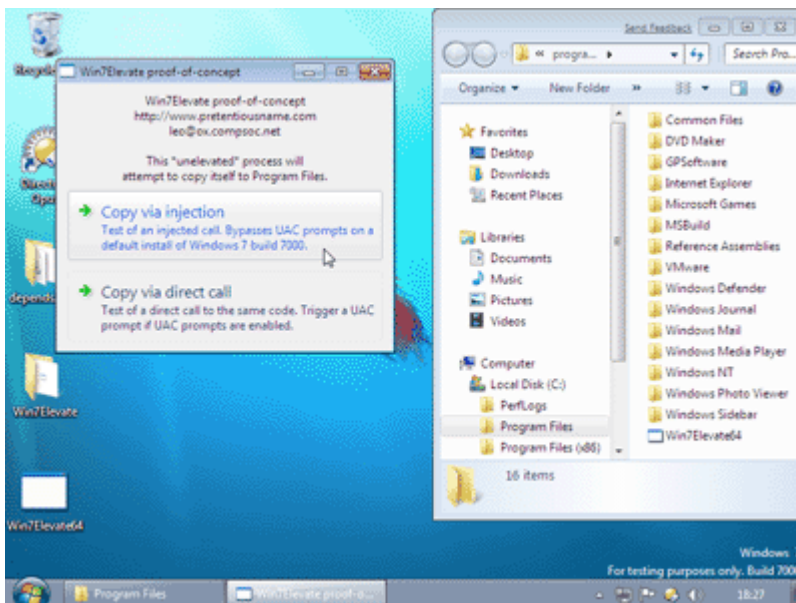 Win7Elevate proof-of-concept
Win7Elevate proof-of-concept
http://www.pretentiousname.com
leo@ox.compsoc.net
This "unelevated" process will
attempt to copy itself to Program Files.
Copy via injection
Test of an injected call. Bypasses UAC prompts on a
default install of Windows 7 build 7000.
Copy via direct call
Test of a direct call to the same code. Trigger a UAC
prompt if UAC prompts are enabled.
depends
Win7Elevate
Win7Elevate64
Send feedback
« progra...
Search Pro...
Organize
New Folder
»
Favorites
Desktop
Downloads
Recent Places
Libraries
Documents
Music
Pictures
Videos
Computer
Local Disk (C:)
PerfLogs
Program Files
Program Files (x86)
Common Files
DVD Maker
GPSoftware
Internet Explorer
Microsoft Games
MSBuild
Reference Assemblies
VMware
Windows Defender
Windows Journal
Windows Mail
Windows Media Player
Windows NT
Windows Photo Viewer
Windows Sidebar
Win7Elevate64
16 items
Windows
For testing purposes only. Build 7000
Program Files
Win7Elevate proof-o...
18:27